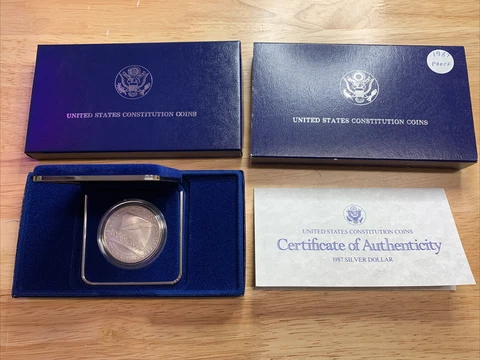 UNITED STATES CONSTITUTION COINS
1987
PROOF
UNITED STATES CONSTITUTION COINS
UNITED STATES CONSTITUTION COINS
Certificate of Authenticity
1987 SILVER DOLLAR